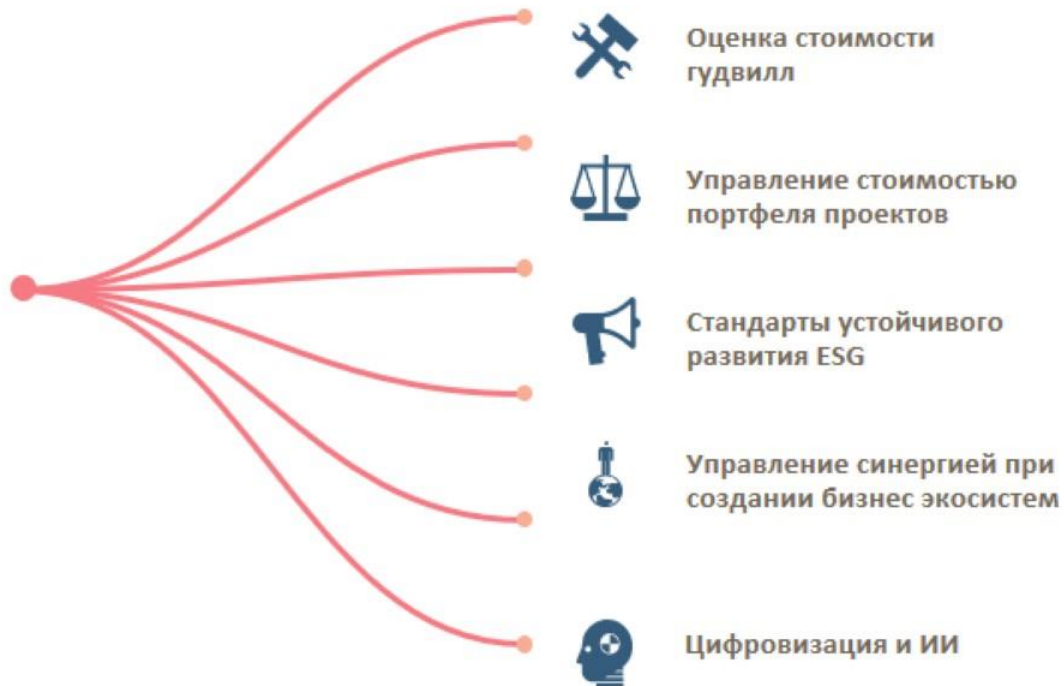 Оценка стоимости
гудвилл
Управление стоимостью
портфеля проектов
Стандарты устойчивого
развития ESG
Управление синергией при
создании бизнес экосистем
Цифровизация и ИИ